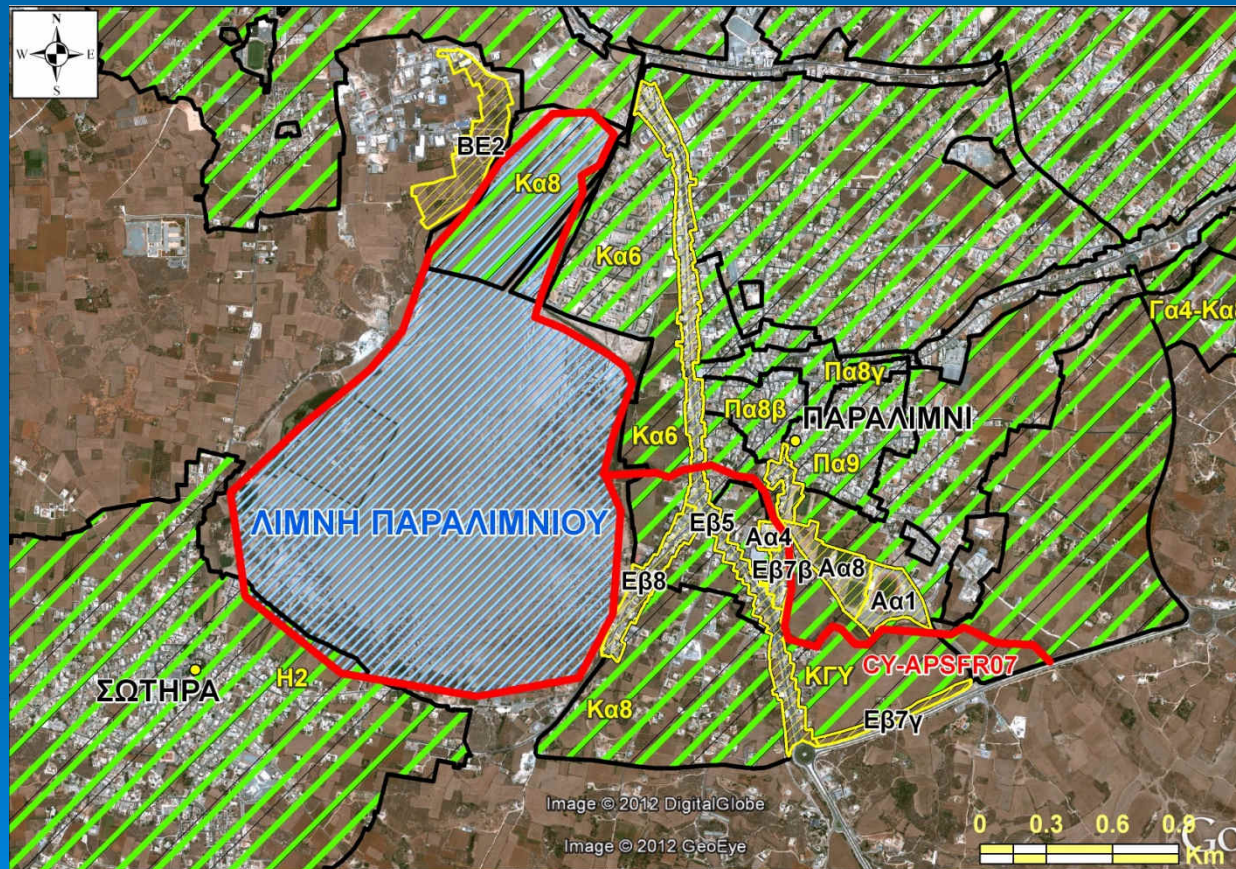 N
W E
S
ΒΕ2
Κα8
Κα6
Γα4-Κα
Πα8γ
Πα8β
ΠΑΡΑΛΙΜΝΙ
Κα6
Πα9
ΛΙΜΝΗ ΠΑΡΑΛΙΜΝΙΟΥ
Εβ5
Αα4
Εβ7β
Αα8
Εβ8
Αα1
CY-APSFR07
ΚΓΥ
Η2
ΣΩΤΗΡΑ
Κα8
Εβ7γ
Image © 2012 DigitalGlobe
Image © 2012 GeoEye
0 0.3 0.6 0.9
Km